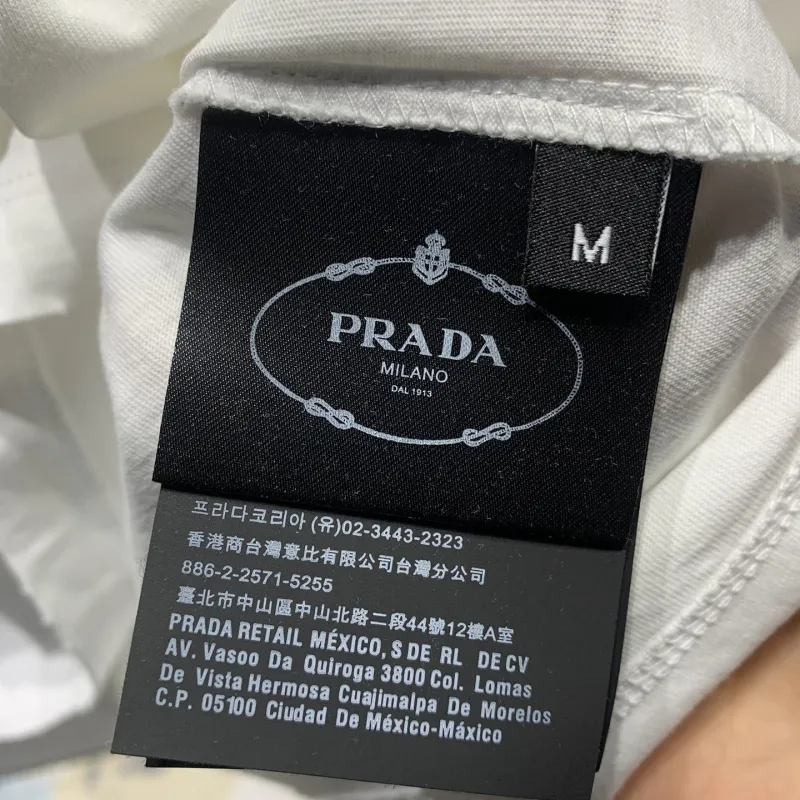 M
PRADA
MILANO
DAL 1913
프라다코리아 (유)02-3443-2323
香港商台灣意比有限公司台灣分公司
886-2-2571-5255
臺北市中山區中山北路二段44號12樓A室
PRADA RETAIL MÉXICO, S DE RL DE CV
AV. Vasoo Da Quiroga 3800 Col. Lomas
De Vista Hermosa Cuajimalpa De Morelos
C.P. 05100 Ciudad De México-México